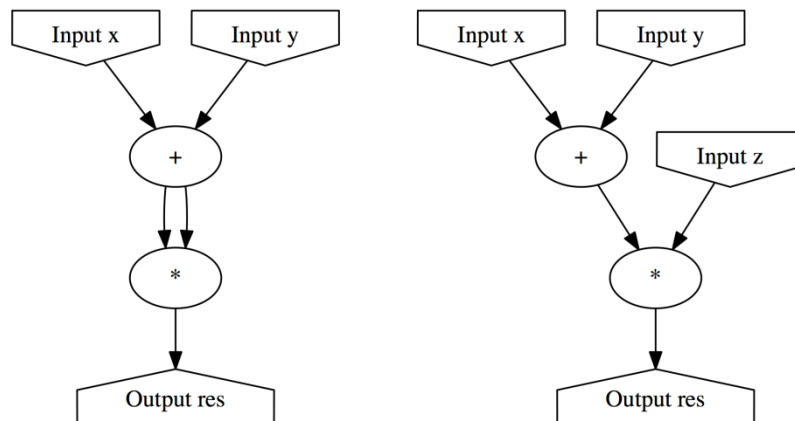 Input x
Input y
+
*
Output res
Input x
Input y
+
Input z
*
Output res